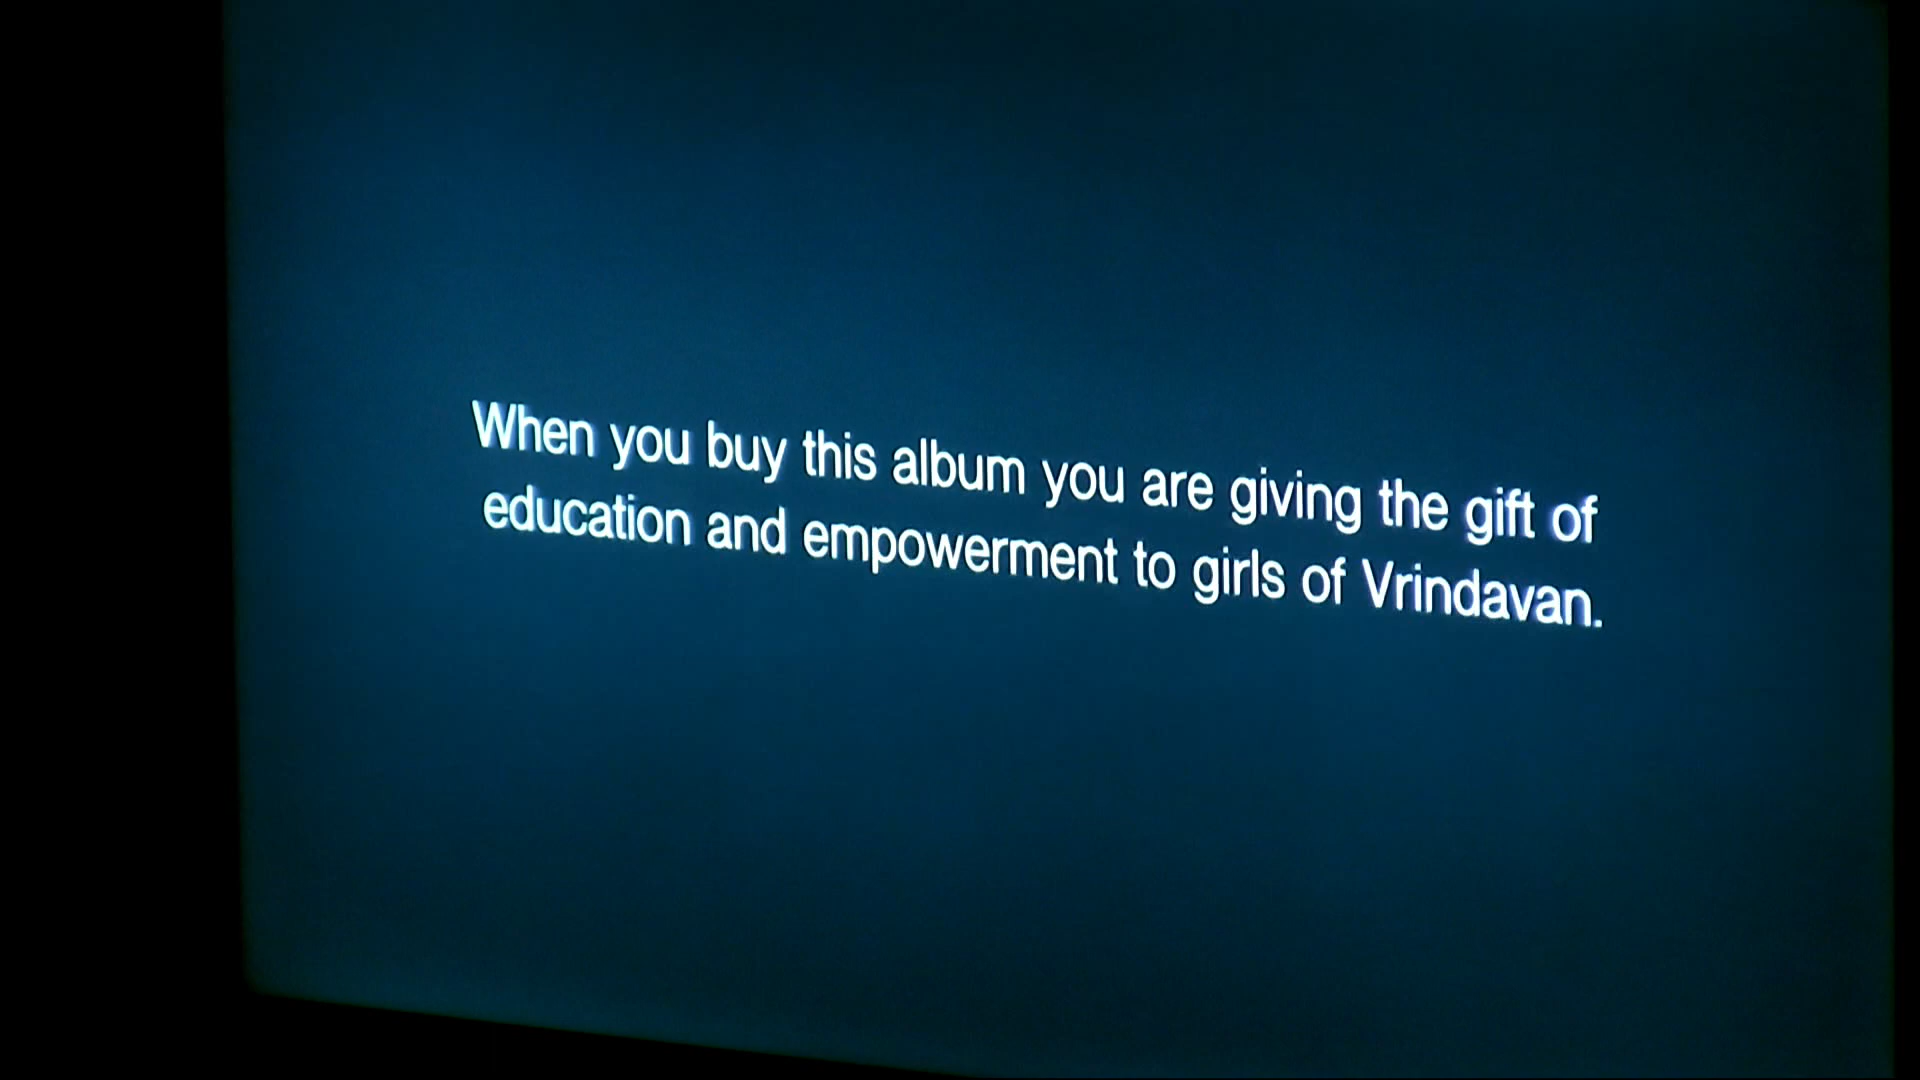 When you buy this album you are giving the gift of
education and empowerment to girls of Vrindavan.